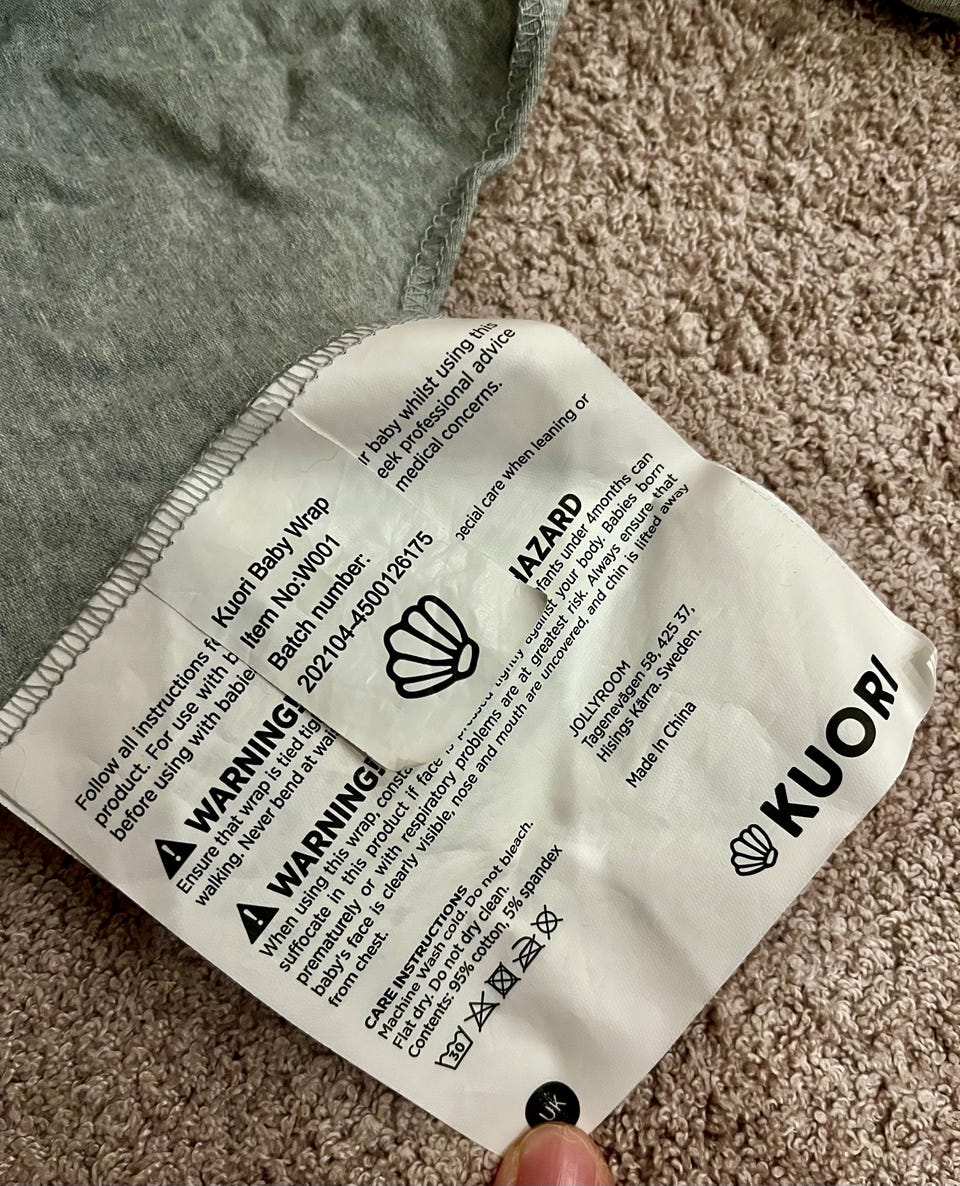 r baby whilst using this
eek professional advice
medical concerns.
Kuori Baby Wrap
Item No:W001
Batch number:
202104-4500126175
Follow all instructions
product. For use with
before using with
WARNING!
Ensure that wrap is tied
pecial care when leaning or
walking. Never bend at
WARNING!
HAZARD
When using this wrap,
fants under 4months can
suffocate in this product if face is against your body. Babies born
prematurely or with respiratory problems are at greatest risk. Always ensure that
baby's face is clearly visible, nose and mouth are uncovered, and chin is lifted away
from chest.
CARE INSTRUCTIONS
Machine Wash cold. Do not bleach.
Flat dry. Do not dry clean.
Contents: 95% cotton, 5% spandex
30
JOLLYROOM
Tagenevägen 58, 425 37,
Hisings Kärra. Sweden.
Made In China
KUORI
UK